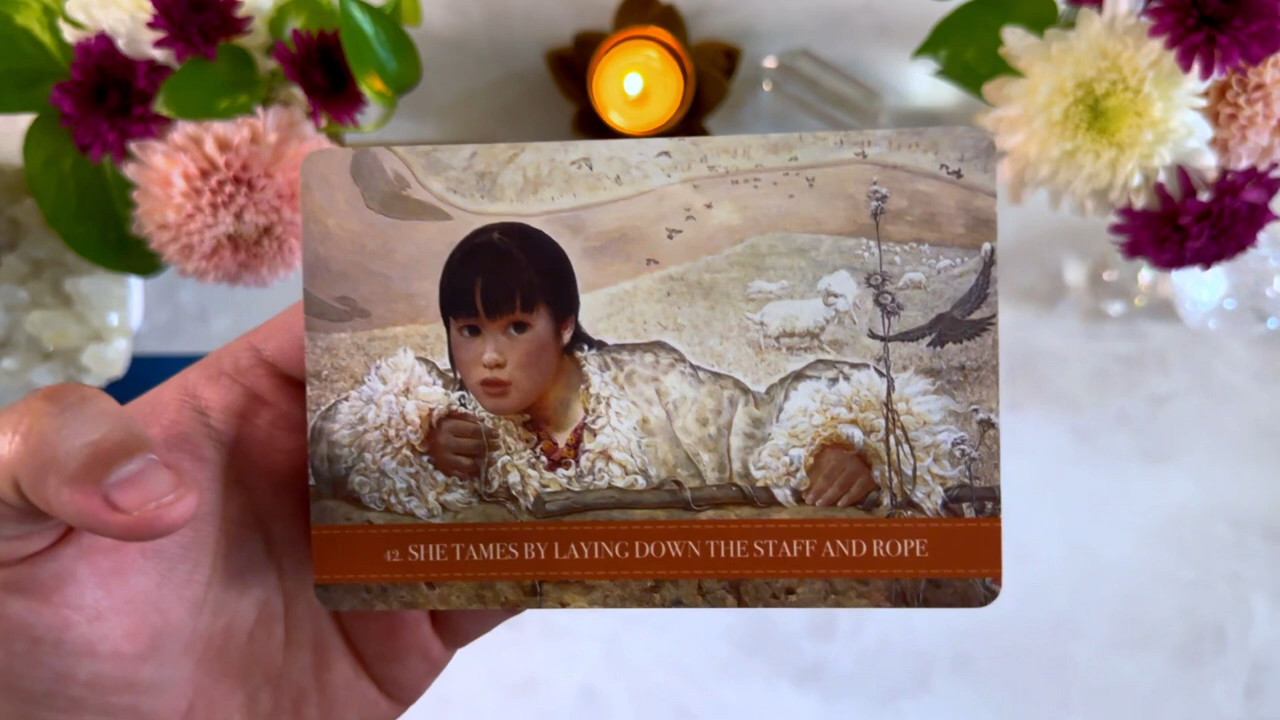 42. SHE TAMES BY LAYING DOWN THE STAFF AND ROPE